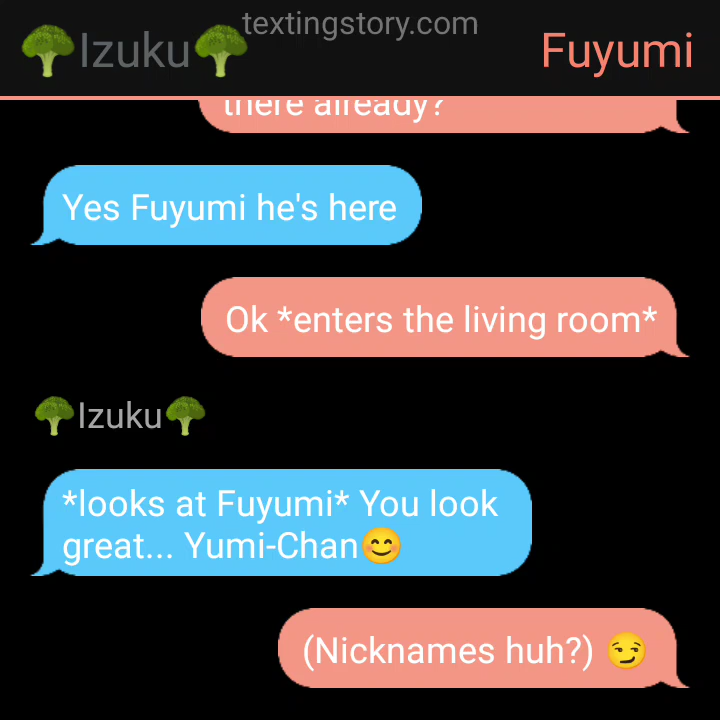 textingstory.com
🥦Izuku🥦
Fuyumi
there already?
Yes Fuyumi he's here
Ok *enters the living room*
🥦Izuku🥦
*looks at Fuyumi* You look
great... Yumi-Chan😊
(Nicknames huh?) 😏